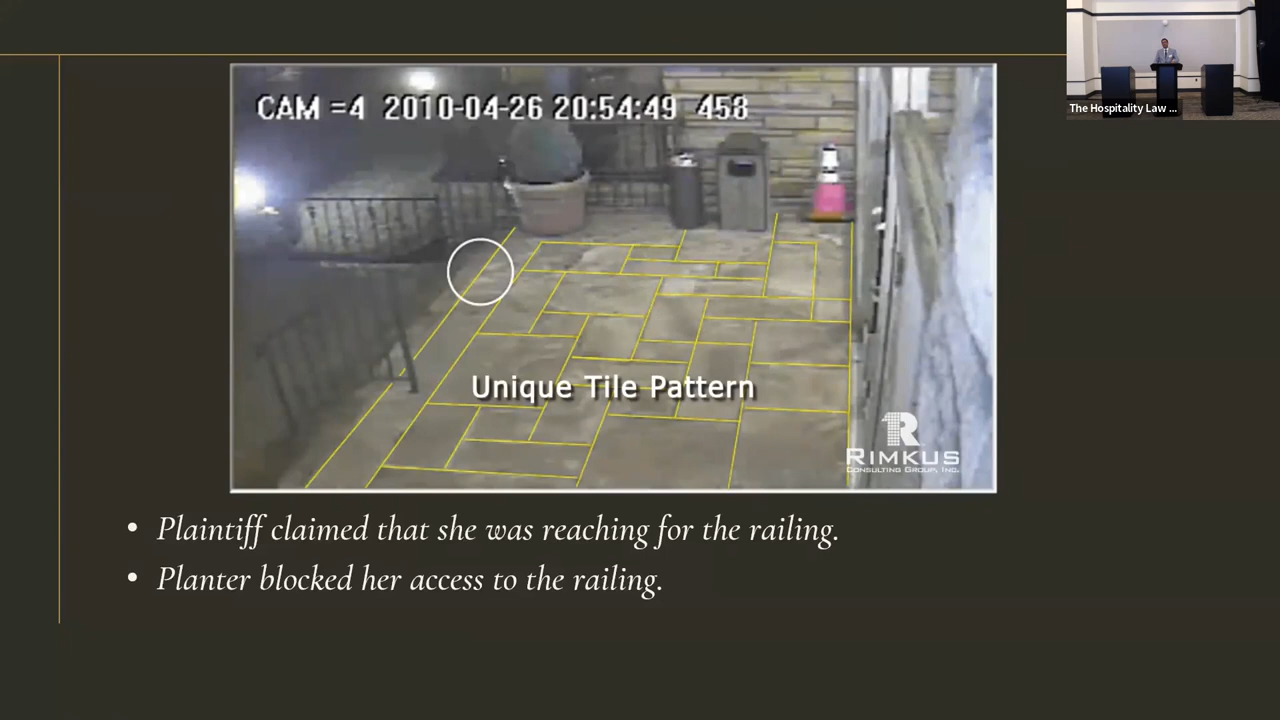 CAM =4 2010-04-26 20:54:49 458
The Hospitality Law ...
Unique Tile Pattern
RIMKUS
CONSULTING GROUP, INC.
• Plaintiff claimed that she was reaching for the railing.
• Planter blocked her access to the railing.